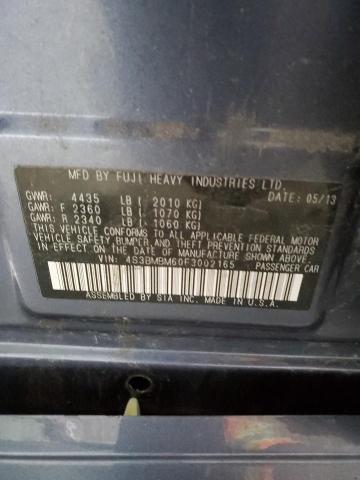 MFD BY FUJI HEAVY INDUSTRIES LTD.
DATE: 05/13
GVWR: 4435 LB ( 2010 KG)
GAWR: F 2360 LB ( 1070 KG)
GAWR: R 2340 LB ( 1060 KG)
THIS VEHICLE CONFORMS TO ALL APPLICABLE FEDERAL MOTOR
VEHICLE SAFETY, BUMPER, AND THEFT PREVENTION STANDARDS
IN EFFECT ON THE DATE OF MANUFACTURE SHOWN ABOVE.
VIN: 4S3BMBM60F3002165 PASSENGER CAR
ASSEMBLED BY SIA INC. MADE IN U.S.A.